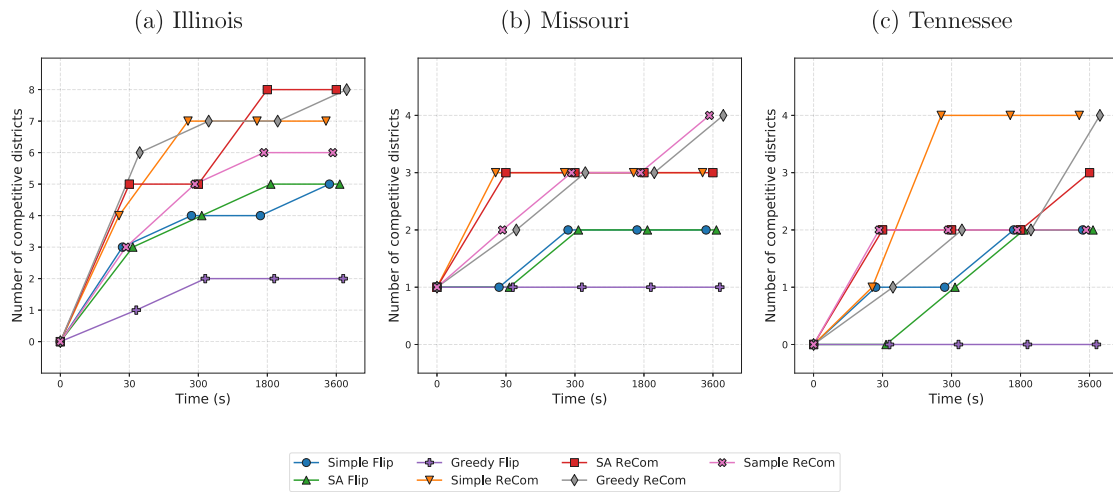 (a) Illinois
(b) Missouri
(c) Tennessee
Number of competitive districts
8
7
6
5
4
3
2
1
0
0 30 300 1800 3600
Time (s)
Number of competitive districts
4
3
2
1
0
0 30 300 1800 3600
Time (s)
Number of competitive districts
4
3
2
1
0
0 30 300 1800 3600
Time (s)
Simple Flip Greedy Flip SA ReCom Sample ReCom
SA Flip Simple ReCom Greedy ReCom